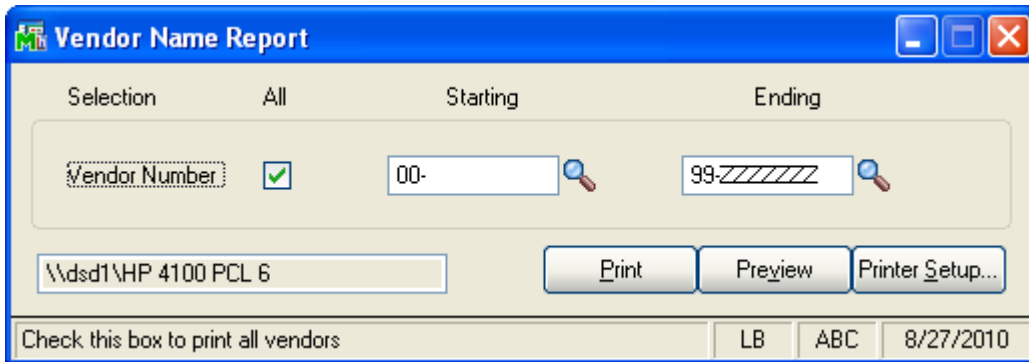 Vendor Name Report
Selection All Starting Ending
Vendor Number 00- 99-ZZZZZZZ
\\dsd1\HP 4100 PCL 6 Print Preview Printer Setup...
Check this box to print all vendors LB ABC 8/27/2010